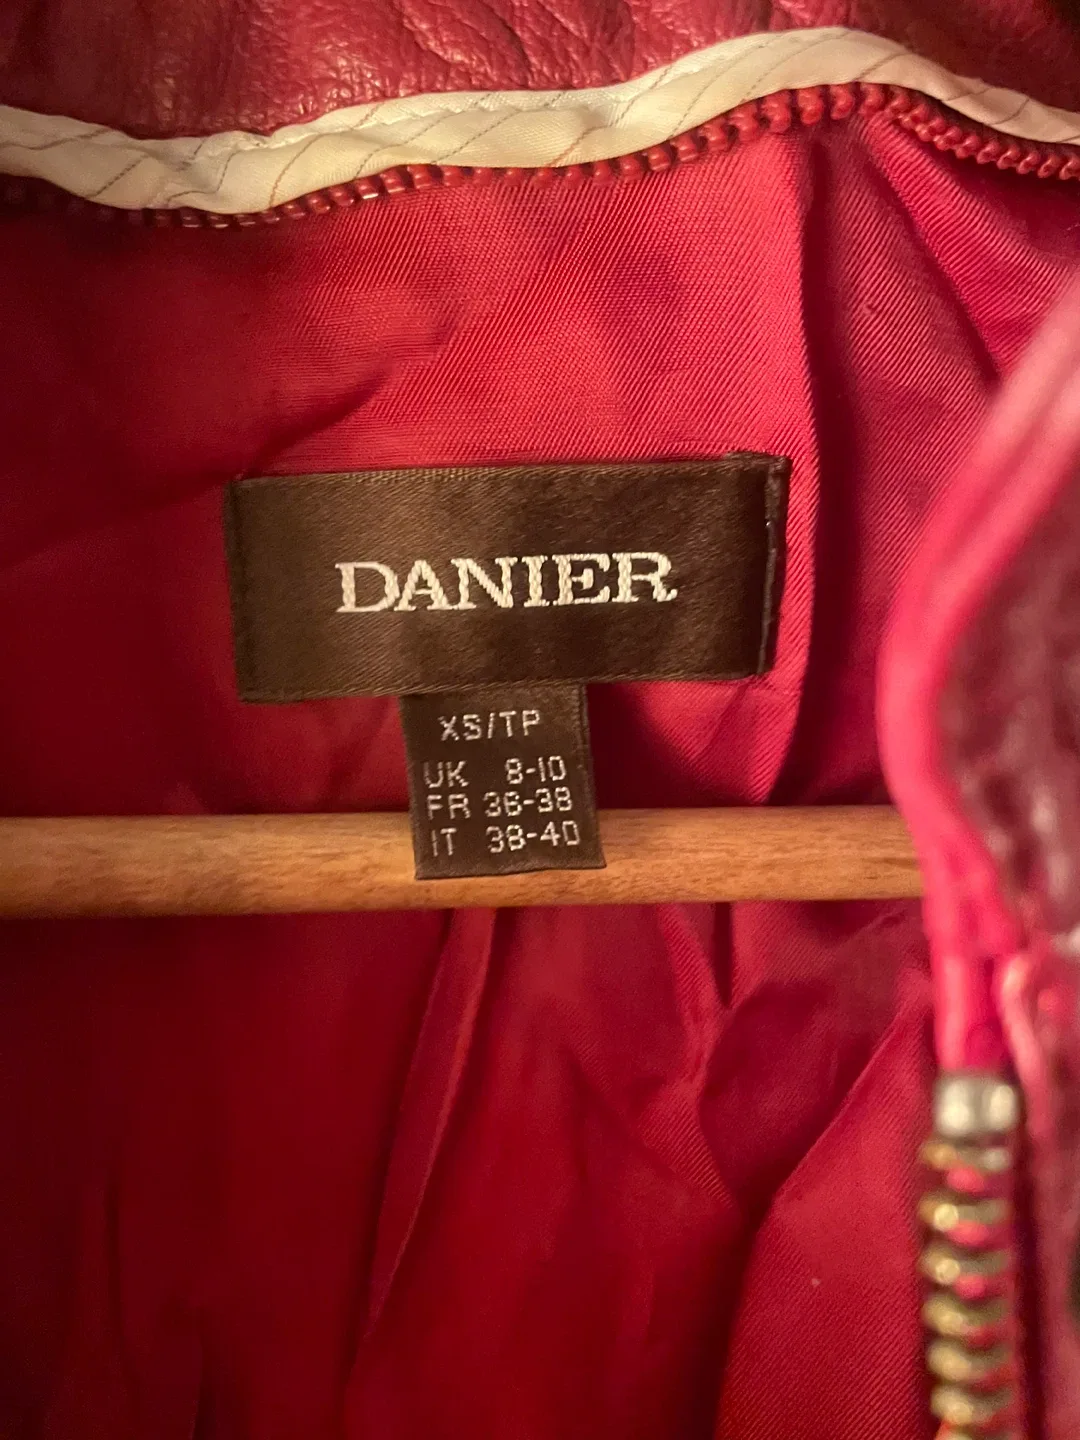 DANIER
XS/TP
UK 8-10
FR 36-38
IT 38-40